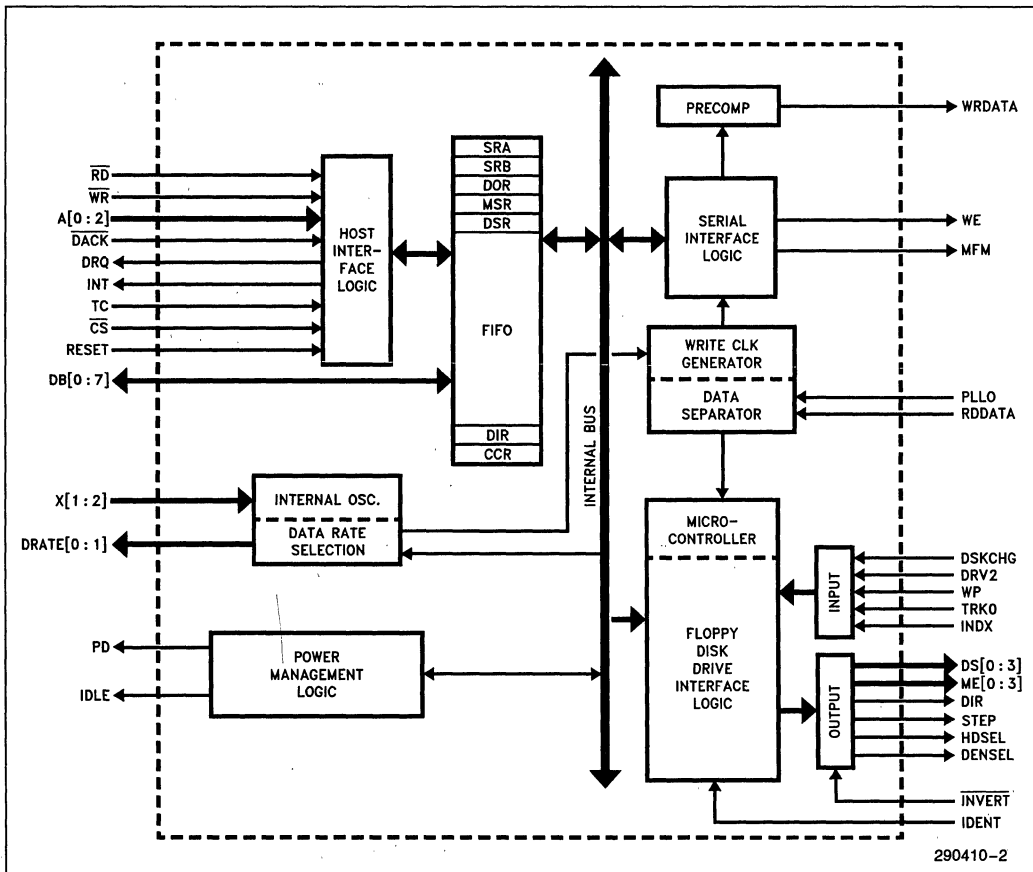 RD
WR
A[0:2]
DACK
DRQ
INT
TC
CS
RESET
DB[0:7]
X[1:2]
DRATE[0:1]
PD
IDLE
HOST
INTER-
FACE
LOGIC
SRA
SRB
DOR
MSR
DSR
FIFO
DIR
CCR
INTERNAL OSC.
DATA RATE
SELECTION
POWER
MANAGEMENT
LOGIC
INTERNAL BUS
PRECOMP
SERIAL
INTERFACE
LOGIC
WRITE CLK
GENERATOR
DATA
SEPARATOR
MICRO-
CONTROLLER
FLOPPY
DISK
DRIVE
INTERFACE
LOGIC
INPUT
OUTPUT
WRDATA
WE
MFM
PLL0
RDDATA
DSKCHG
DRV2
WP
TRK0
INDX
DS[0:3]
ME[0:3]
DIR
STEP
HDSEL
DENSEL
INVERT
IDENT
290410-2